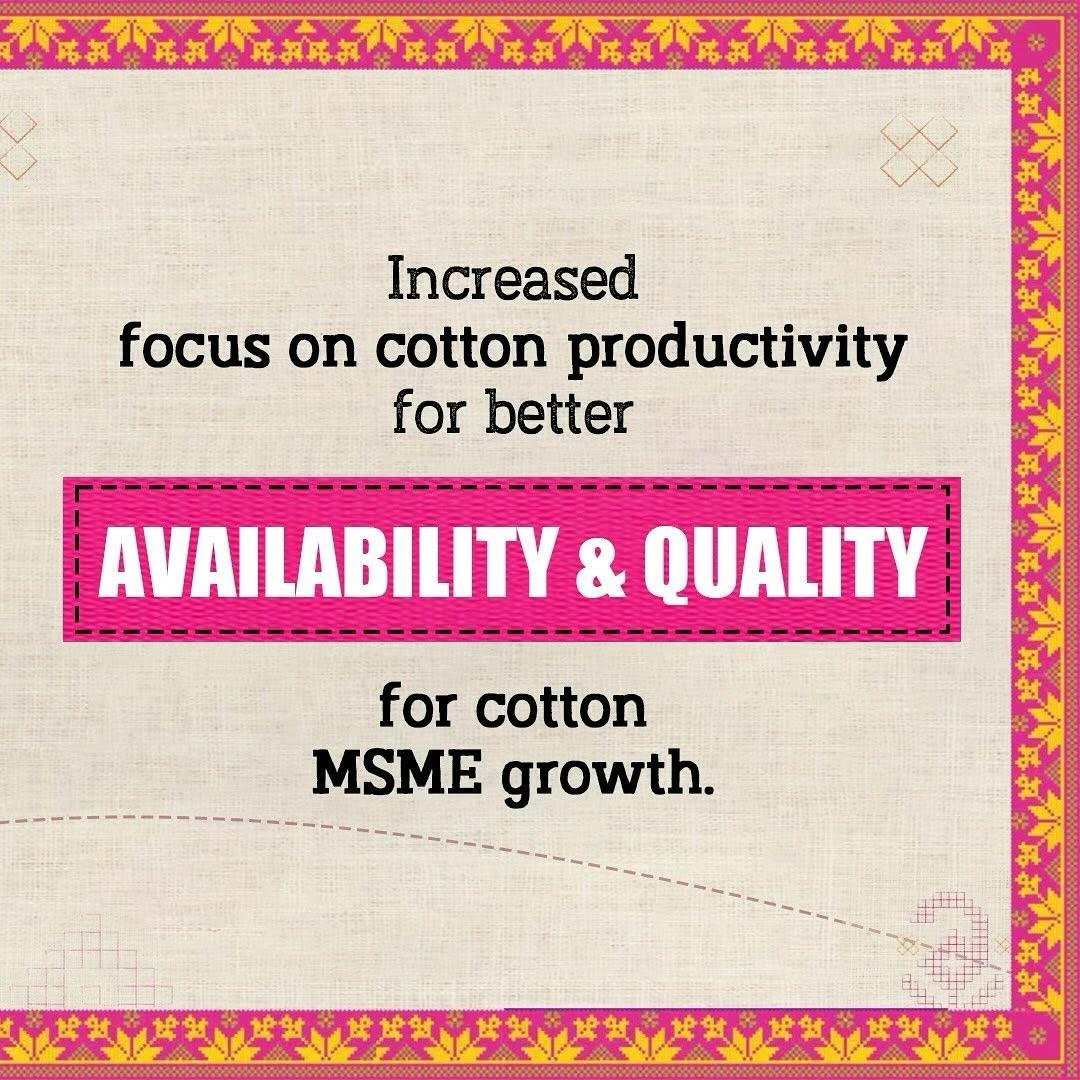 Increased
focus on cotton productivity
for better
AVAILABILITY & QUALITY
for cotton
MSME growth.